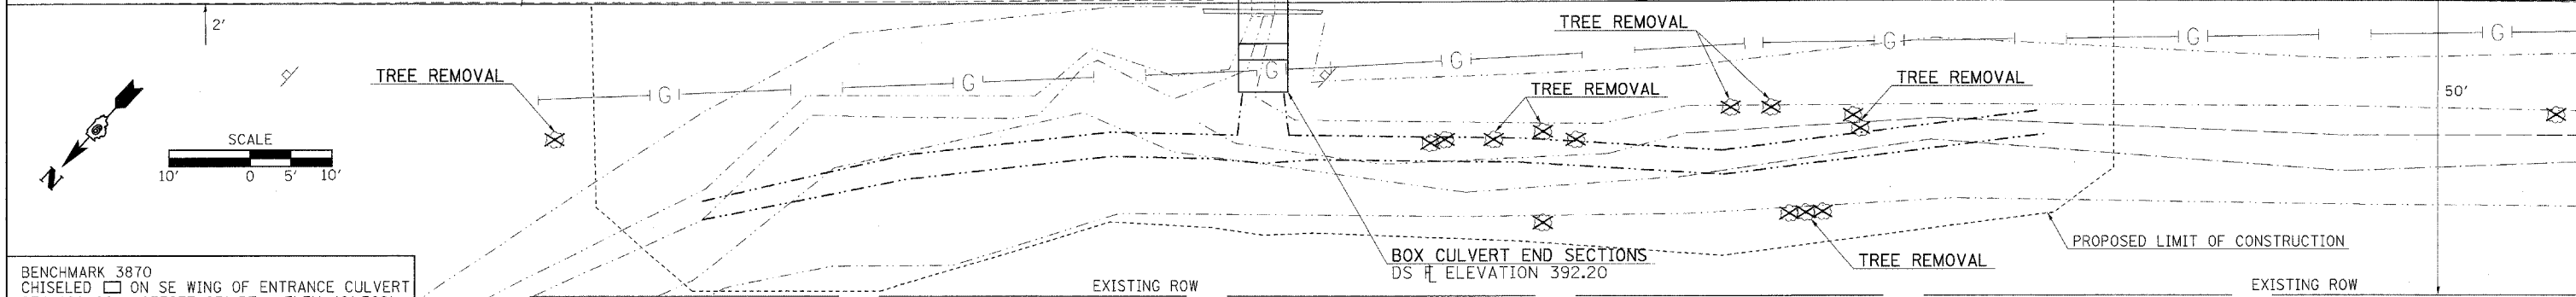 2'
TREE REMOVAL
TREE REMOVAL
TREE REMOVAL
TREE REMOVAL
G G G G G G G
50'
SCALE
10' 0 5' 10'
N
BOX CULVERT END SECTIONS
DS FL ELEVATION 392.20
TREE REMOVAL
PROPOSED LIMIT OF CONSTRUCTION
BENCHMARK 3870
CHISELED □ ON SE WING OF ENTRANCE CULVERT
EXISTING ROW
EXISTING ROW